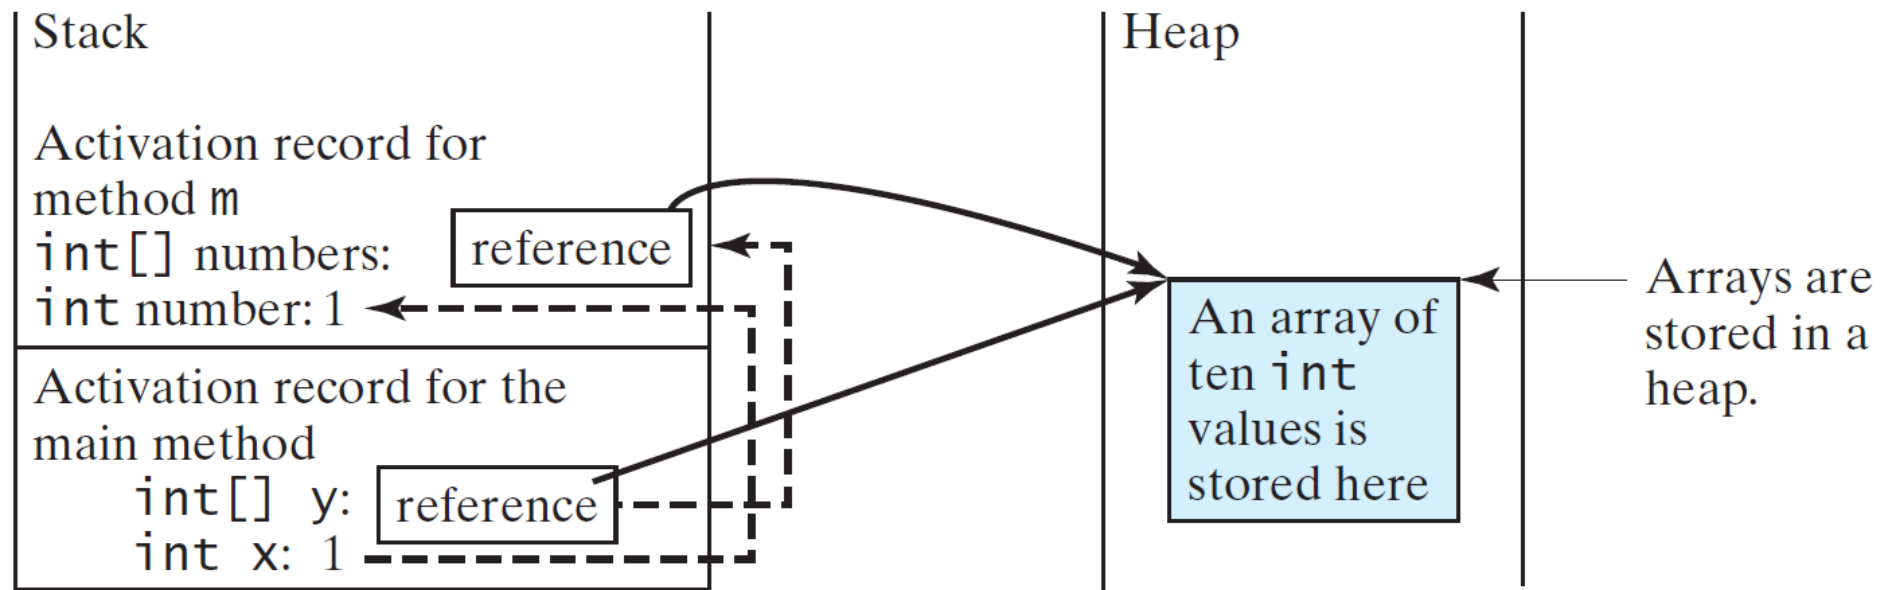 Stack
Activation record for
method m
int[] numbers: reference
int number: 1
Activation record for the
main method
int[] y: reference
int x: 1
Heap
An array of
ten int
values is
stored here
Arrays are
stored in a
heap.